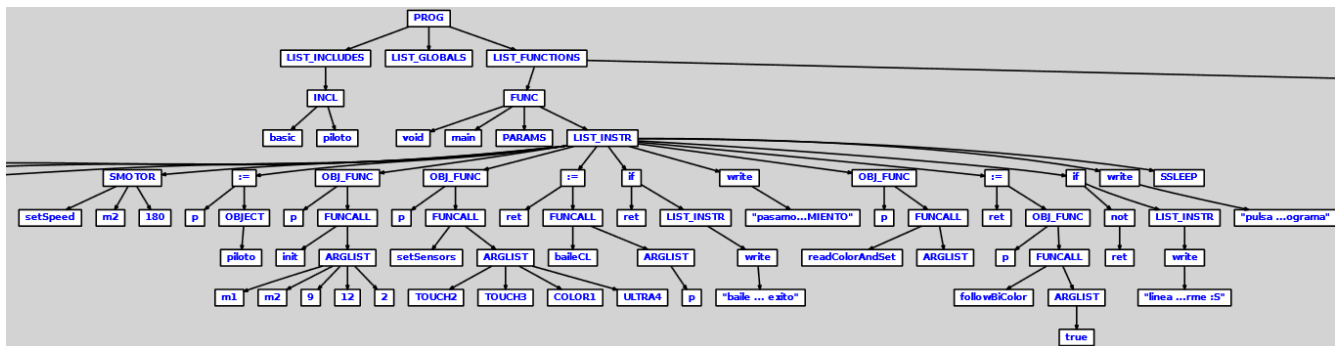 PROG
LIST_INCLUDES LIST_GLOBALS LIST_FUNCTIONS
INCL FUNC
basic piloto void main PARAMS LIST_INSTR
SMOTOR := OBJ_FUNC OBJ_FUNC := if write OBJ_FUNC := if write SSLEEP
setSpeed m2 180 p OBJECT p FUNCALL p FUNCALL ret FUNCALL ret LIST_INSTR "pasamo...MIENTO" p FUNCALL ret OBJ_FUNC not LIST_INSTR "pulsa ...ograma"
piloto init ARGLIST setSensors ARGLIST baileCL ARGLIST write readColorAndSet ARGLIST p FUNCALL ret write
m1 m2 9 12 2 TOUCH2 TOUCH3 COLOR1 ULTRA4 p "baile ... exito" followBiColor ARGLIST "linea ...rme :S"
true